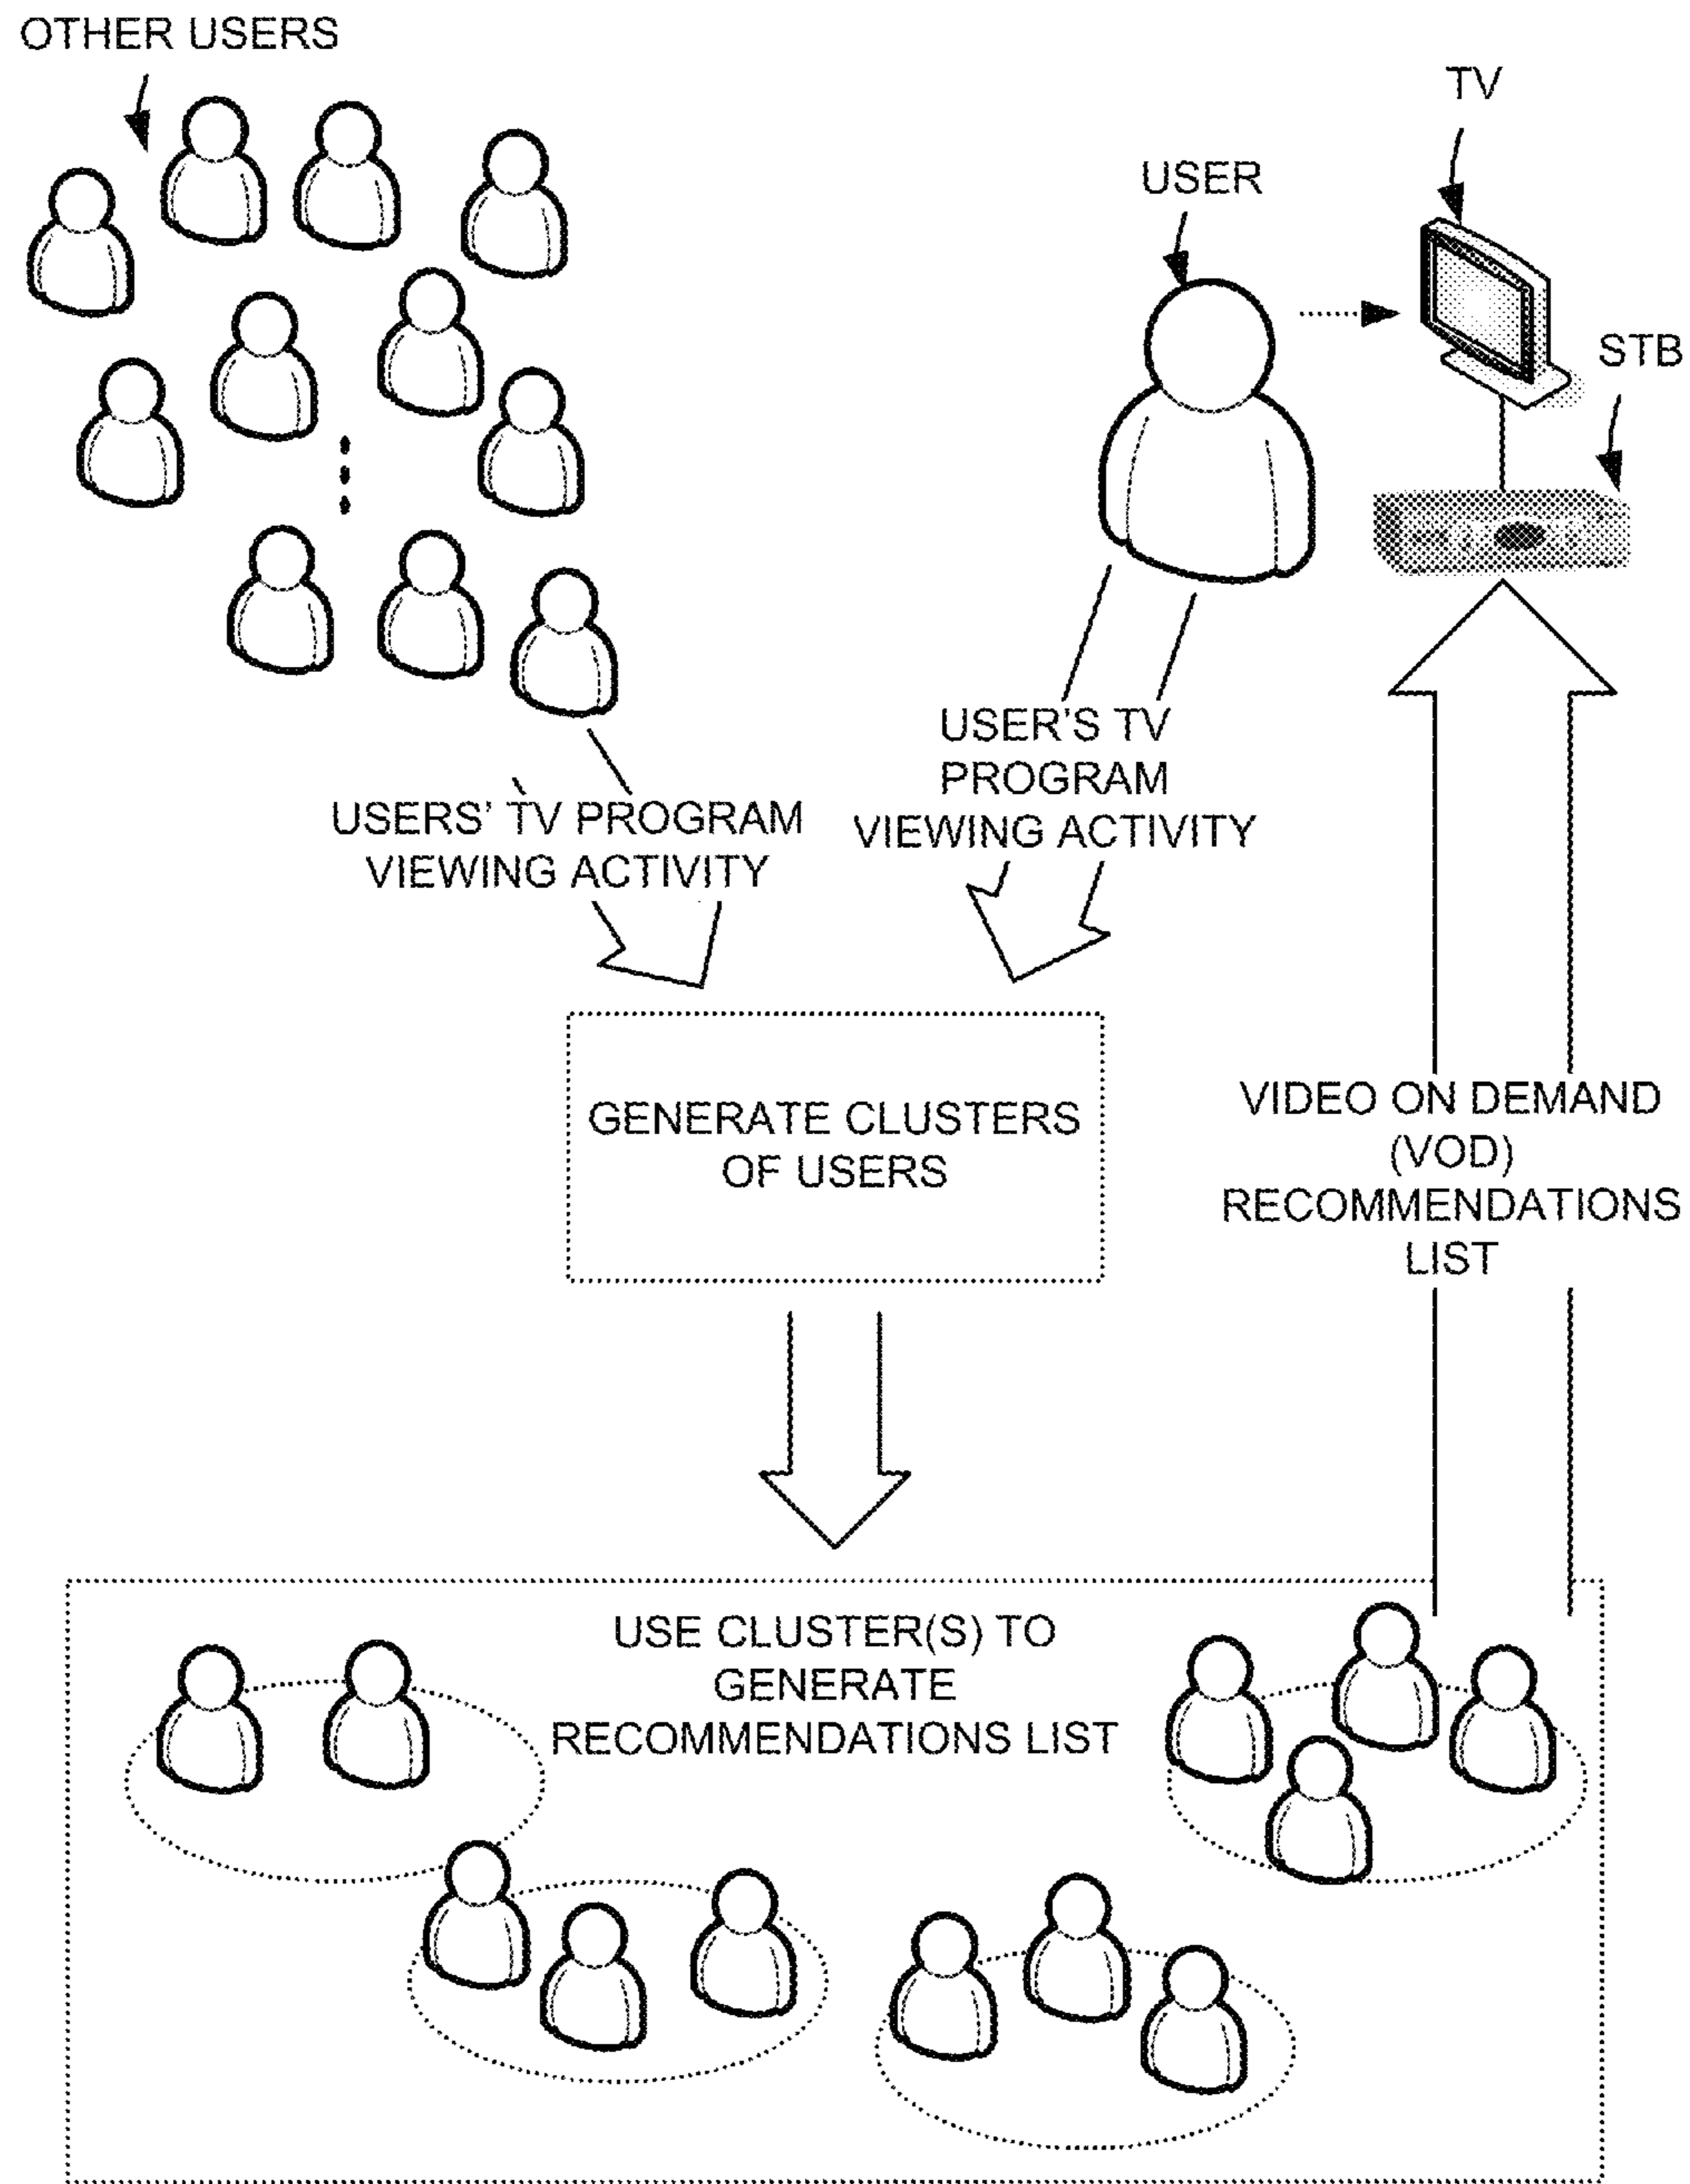 OTHER USERS
TV
USER
STB
USER'S TV
PROGRAM
VIEWING ACTIVITY
USERS' TV PROGRAM
VIEWING ACTIVITY
GENERATE CLUSTERS
OF USERS
VIDEO ON DEMAND
(VOD)
RECOMMENDATIONS
LIST
USE CLUSTER(S) TO
GENERATE
RECOMMENDATIONS LIST